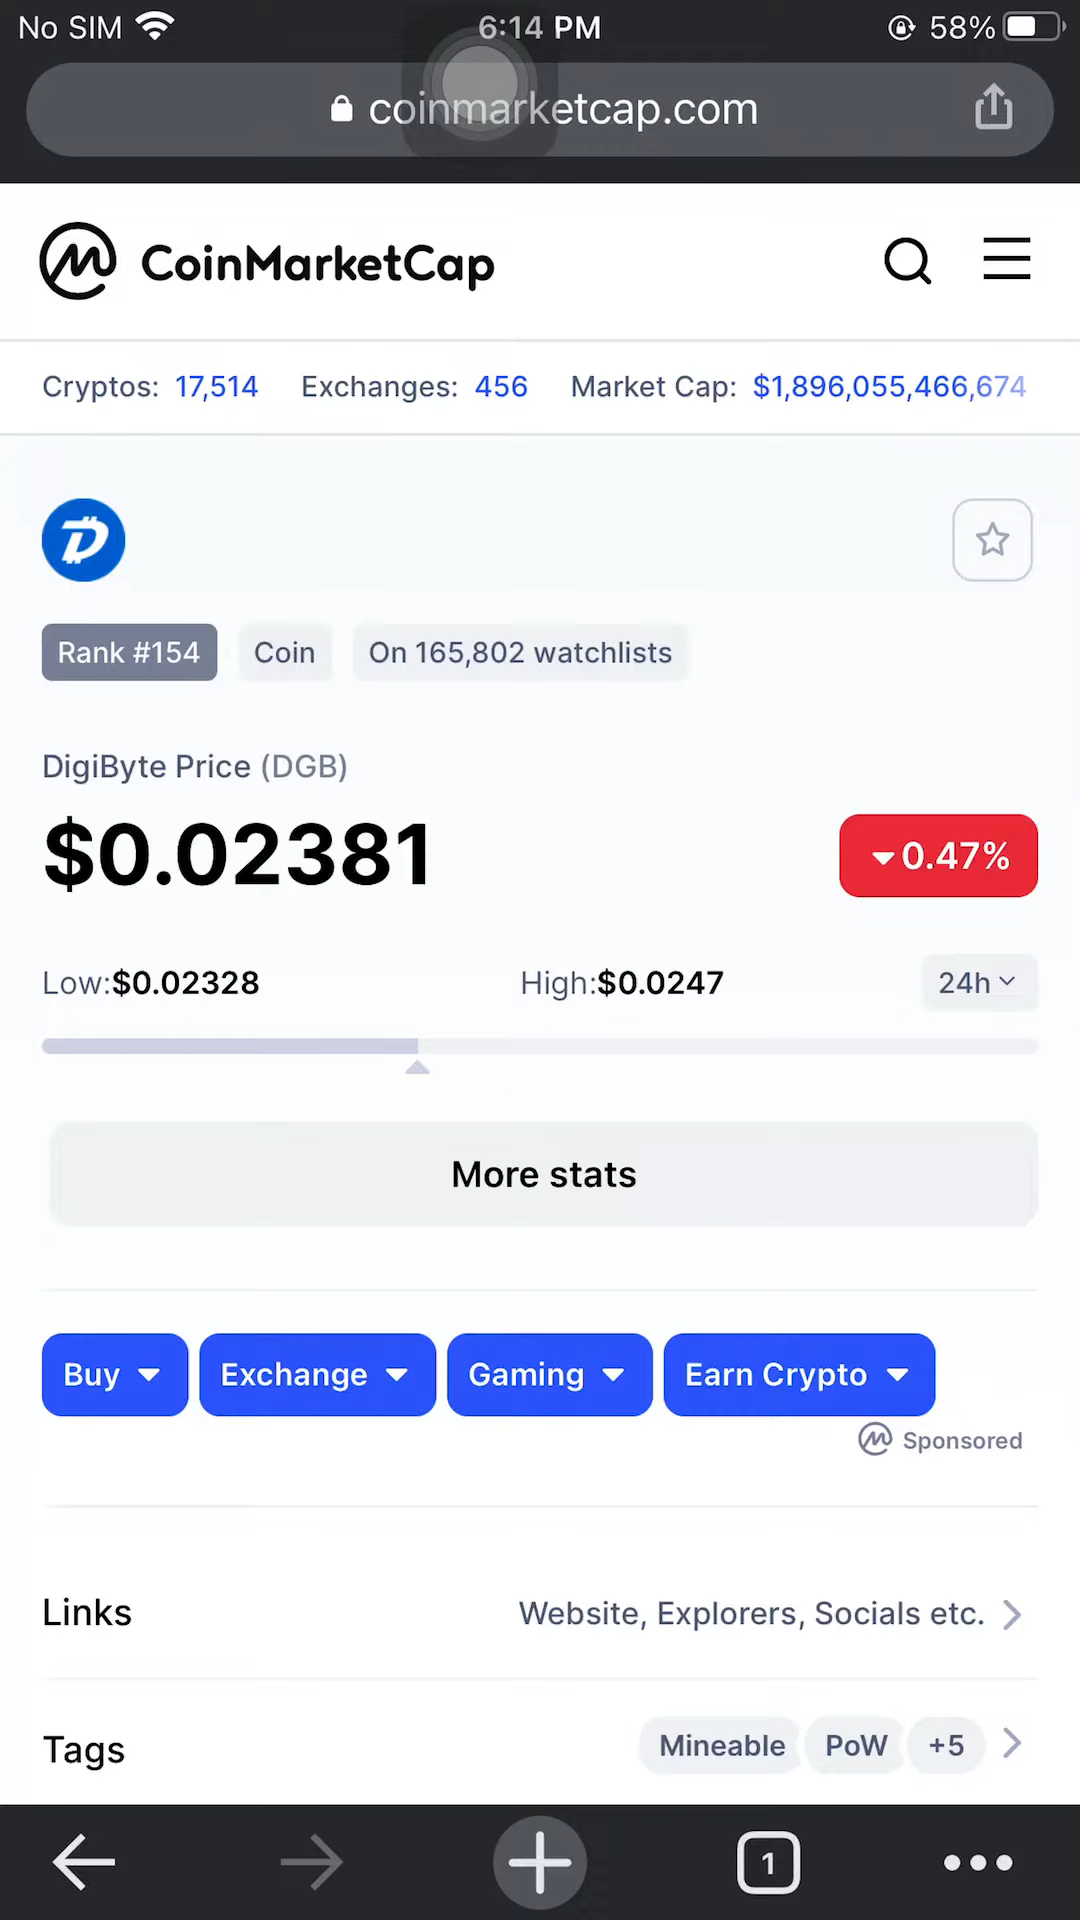 No SIM 6:14 PM 58%
coinmarketcap.com
CoinMarketCap
Cryptos: 17,514 Exchanges: 456 Market Cap: $1,896,055,466,674
Rank #154 Coin On 165,802 watchlists
DigiByte Price (DGB)
$0.02381 0.47%
Low:$0.02328 High:$0.0247 24h
More stats
Buy Exchange Gaming Earn Crypto
Sponsored
Links Website, Explorers, Socials etc.
Tags Mineable PoW +5
1